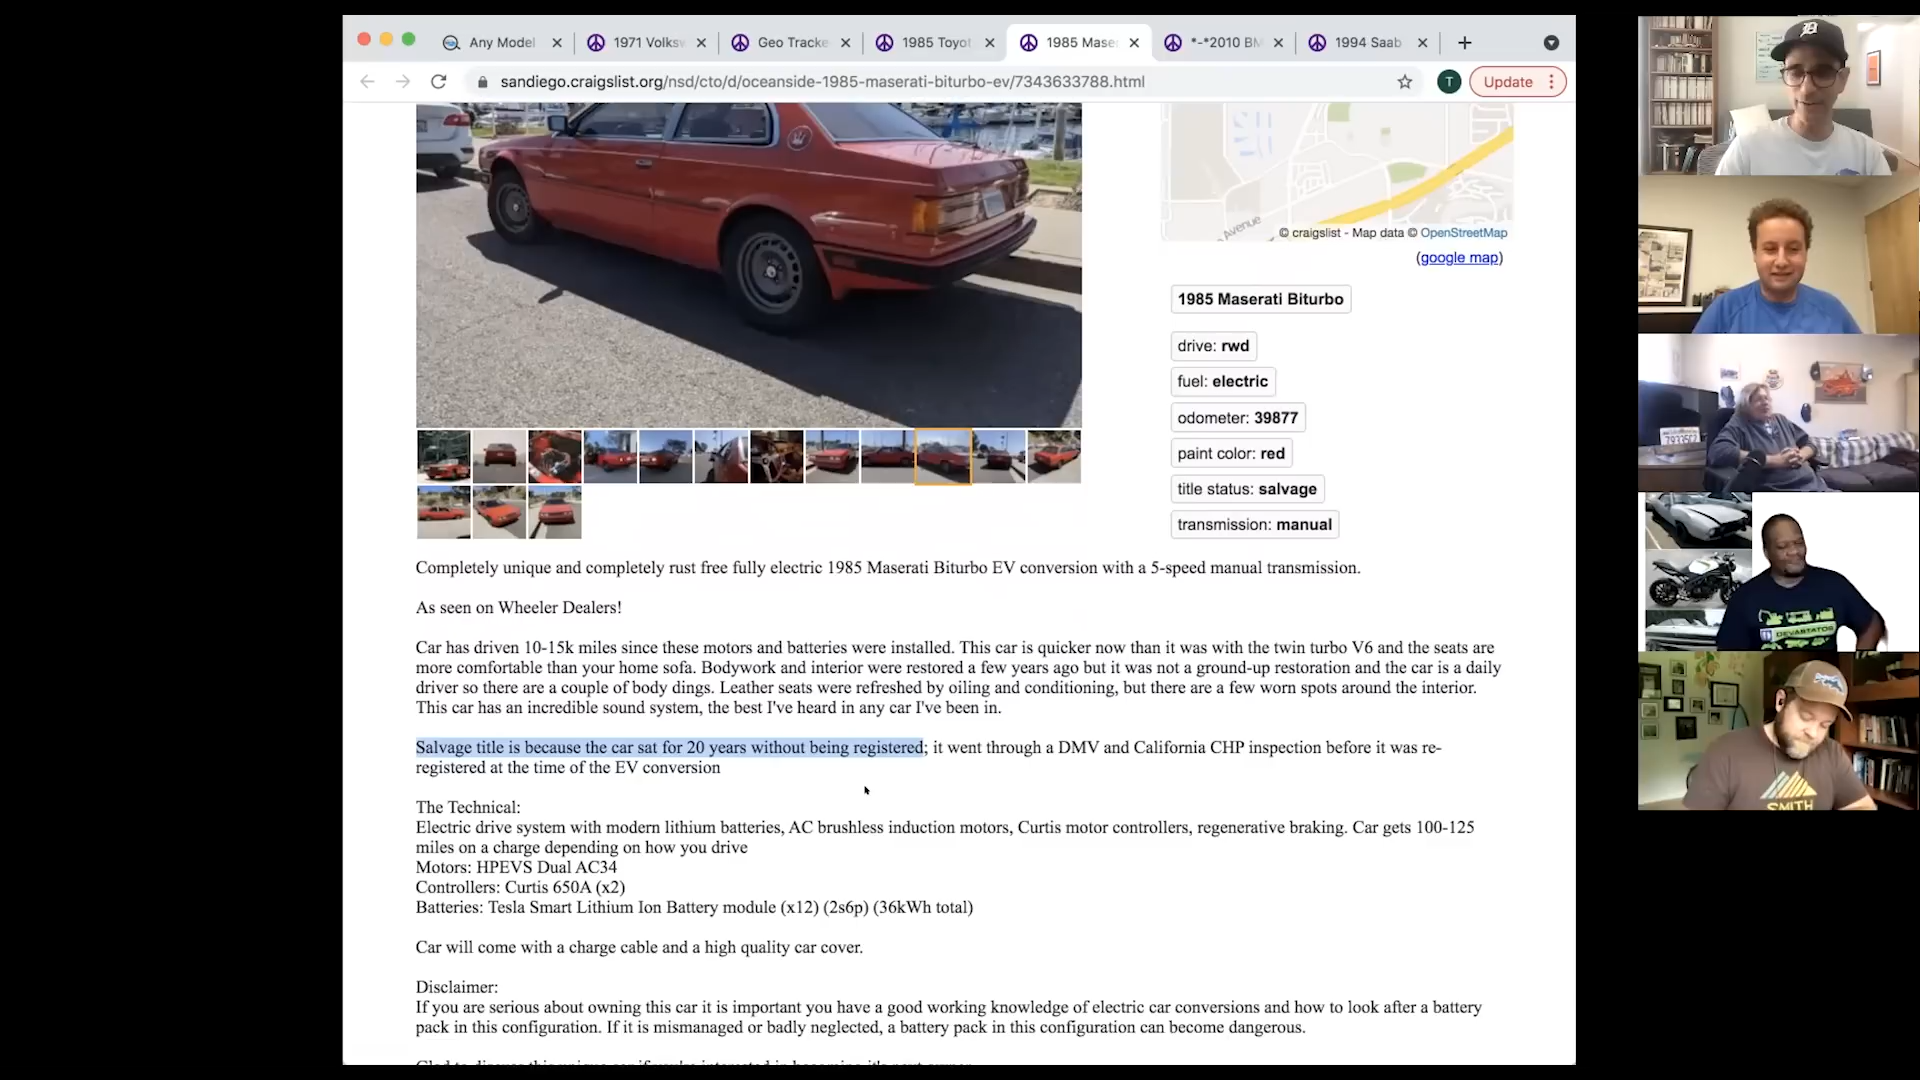 Any Model
1971 Volksw
Geo Tracke
1985 Toyot
1985 Mase
*-*2010 BM
1994 Saab
sandiego.craigslist.org/nsd/cto/d/oceanside-1985-maserati-biturbo-ev/7343633788.html
T
Update
Avenue
© craigslist - Map data © OpenStreetMap
(google map)
1985 Maserati Biturbo
drive: rwd
fuel: electric
odometer: 39877
paint color: red
title status: salvage
transmission: manual
Completely unique and completely rust free fully electric 1985 Maserati Biturbo EV conversion with a 5-speed manual transmission.
As seen on Wheeler Dealers!
Car has driven 10-15k miles since these motors and batteries were installed. This car is quicker now than it was with the twin turbo V6 and the seats are
more comfortable than your home sofa. Bodywork and interior were restored a few years ago but it was not a ground-up restoration and the car is a daily
driver so there are a couple of body dings. Leather seats were refreshed by oiling and conditioning, but there are a few worn spots around the interior.
This car has an incredible sound system, the best I've heard in any car I've been in.
Salvage title is because the car sat for 20 years without being registered; it went through a DMV and California CHP inspection before it was re-
registered at the time of the EV conversion
The Technical:
Electric drive system with modern lithium batteries, AC brushless induction motors, Curtis motor controllers, regenerative braking. Car gets 100-125
miles on a charge depending on how you drive
Motors: HPEVS Dual AC34
Controllers: Curtis 650A (x2)
Batteries: Tesla Smart Lithium Ion Battery module (x12) (2s6p) (36kWh total)
Car will come with a charge cable and a high quality car cover.
Disclaimer:
If you are serious about owning this car it is important you have a good working knowledge of electric car conversions and how to look after a battery
pack in this configuration. If it is mismanaged or badly neglected, a battery pack in this configuration can become dangerous.
D
DEVASTATOR
SMITH